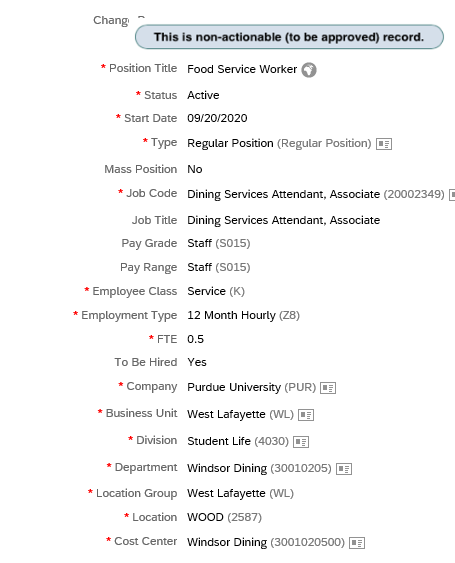 Change
This is non-actionable (to be approved) record.
* Position Title Food Service Worker
* Status Active
* Start Date 09/20/2020
* Type Regular Position (Regular Position)
Mass Position No
* Job Code Dining Services Attendant, Associate (20002349)
Job Title Dining Services Attendant, Associate
Pay Grade Staff (S015)
Pay Range Staff (S015)
* Employee Class Service (K)
* Employment Type 12 Month Hourly (Z8)
* FTE 0.5
To Be Hired Yes
* Company Purdue University (PUR)
* Business Unit West Lafayette (WL)
* Division Student Life (4030)
* Department Windsor Dining (30010205)
* Location Group West Lafayette (WL)
* Location WOOD (2587)
* Cost Center Windsor Dining (3001020500)